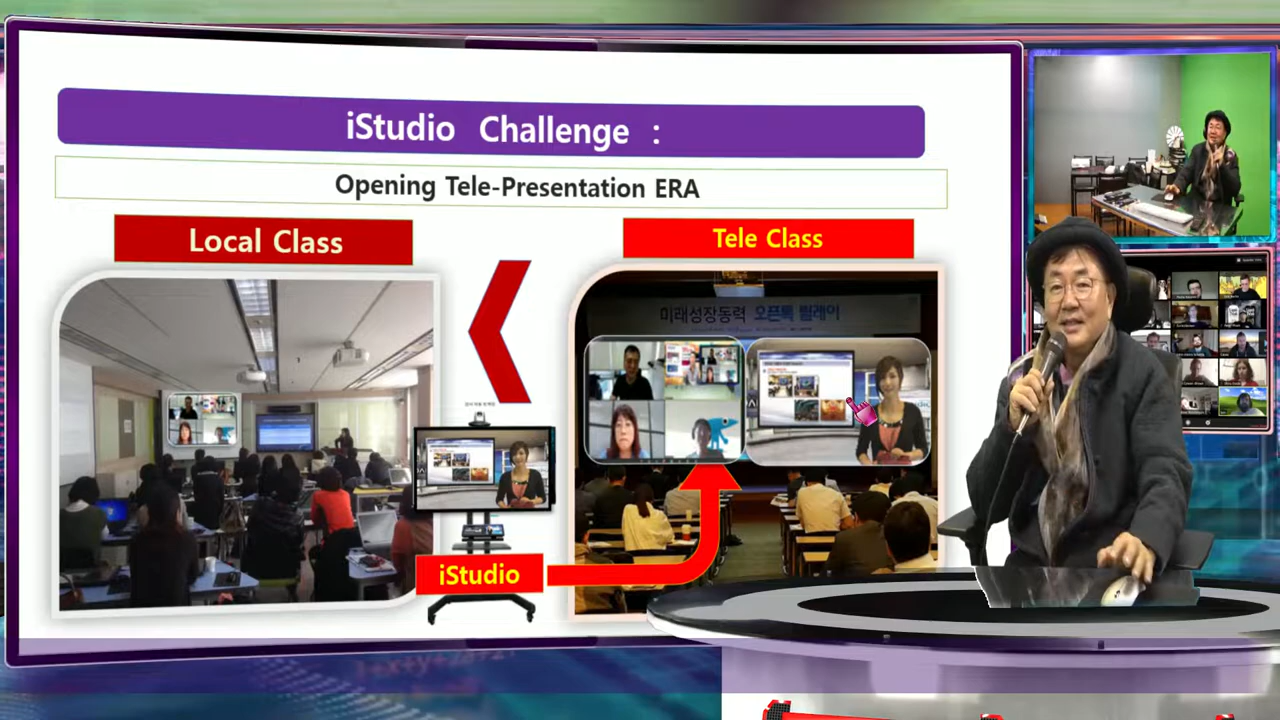 iStudio Challenge :
Opening Tele-Presentation ERA
Local Class
Tele Class
미래성장동력 오픈톡 릴레이
iStudio